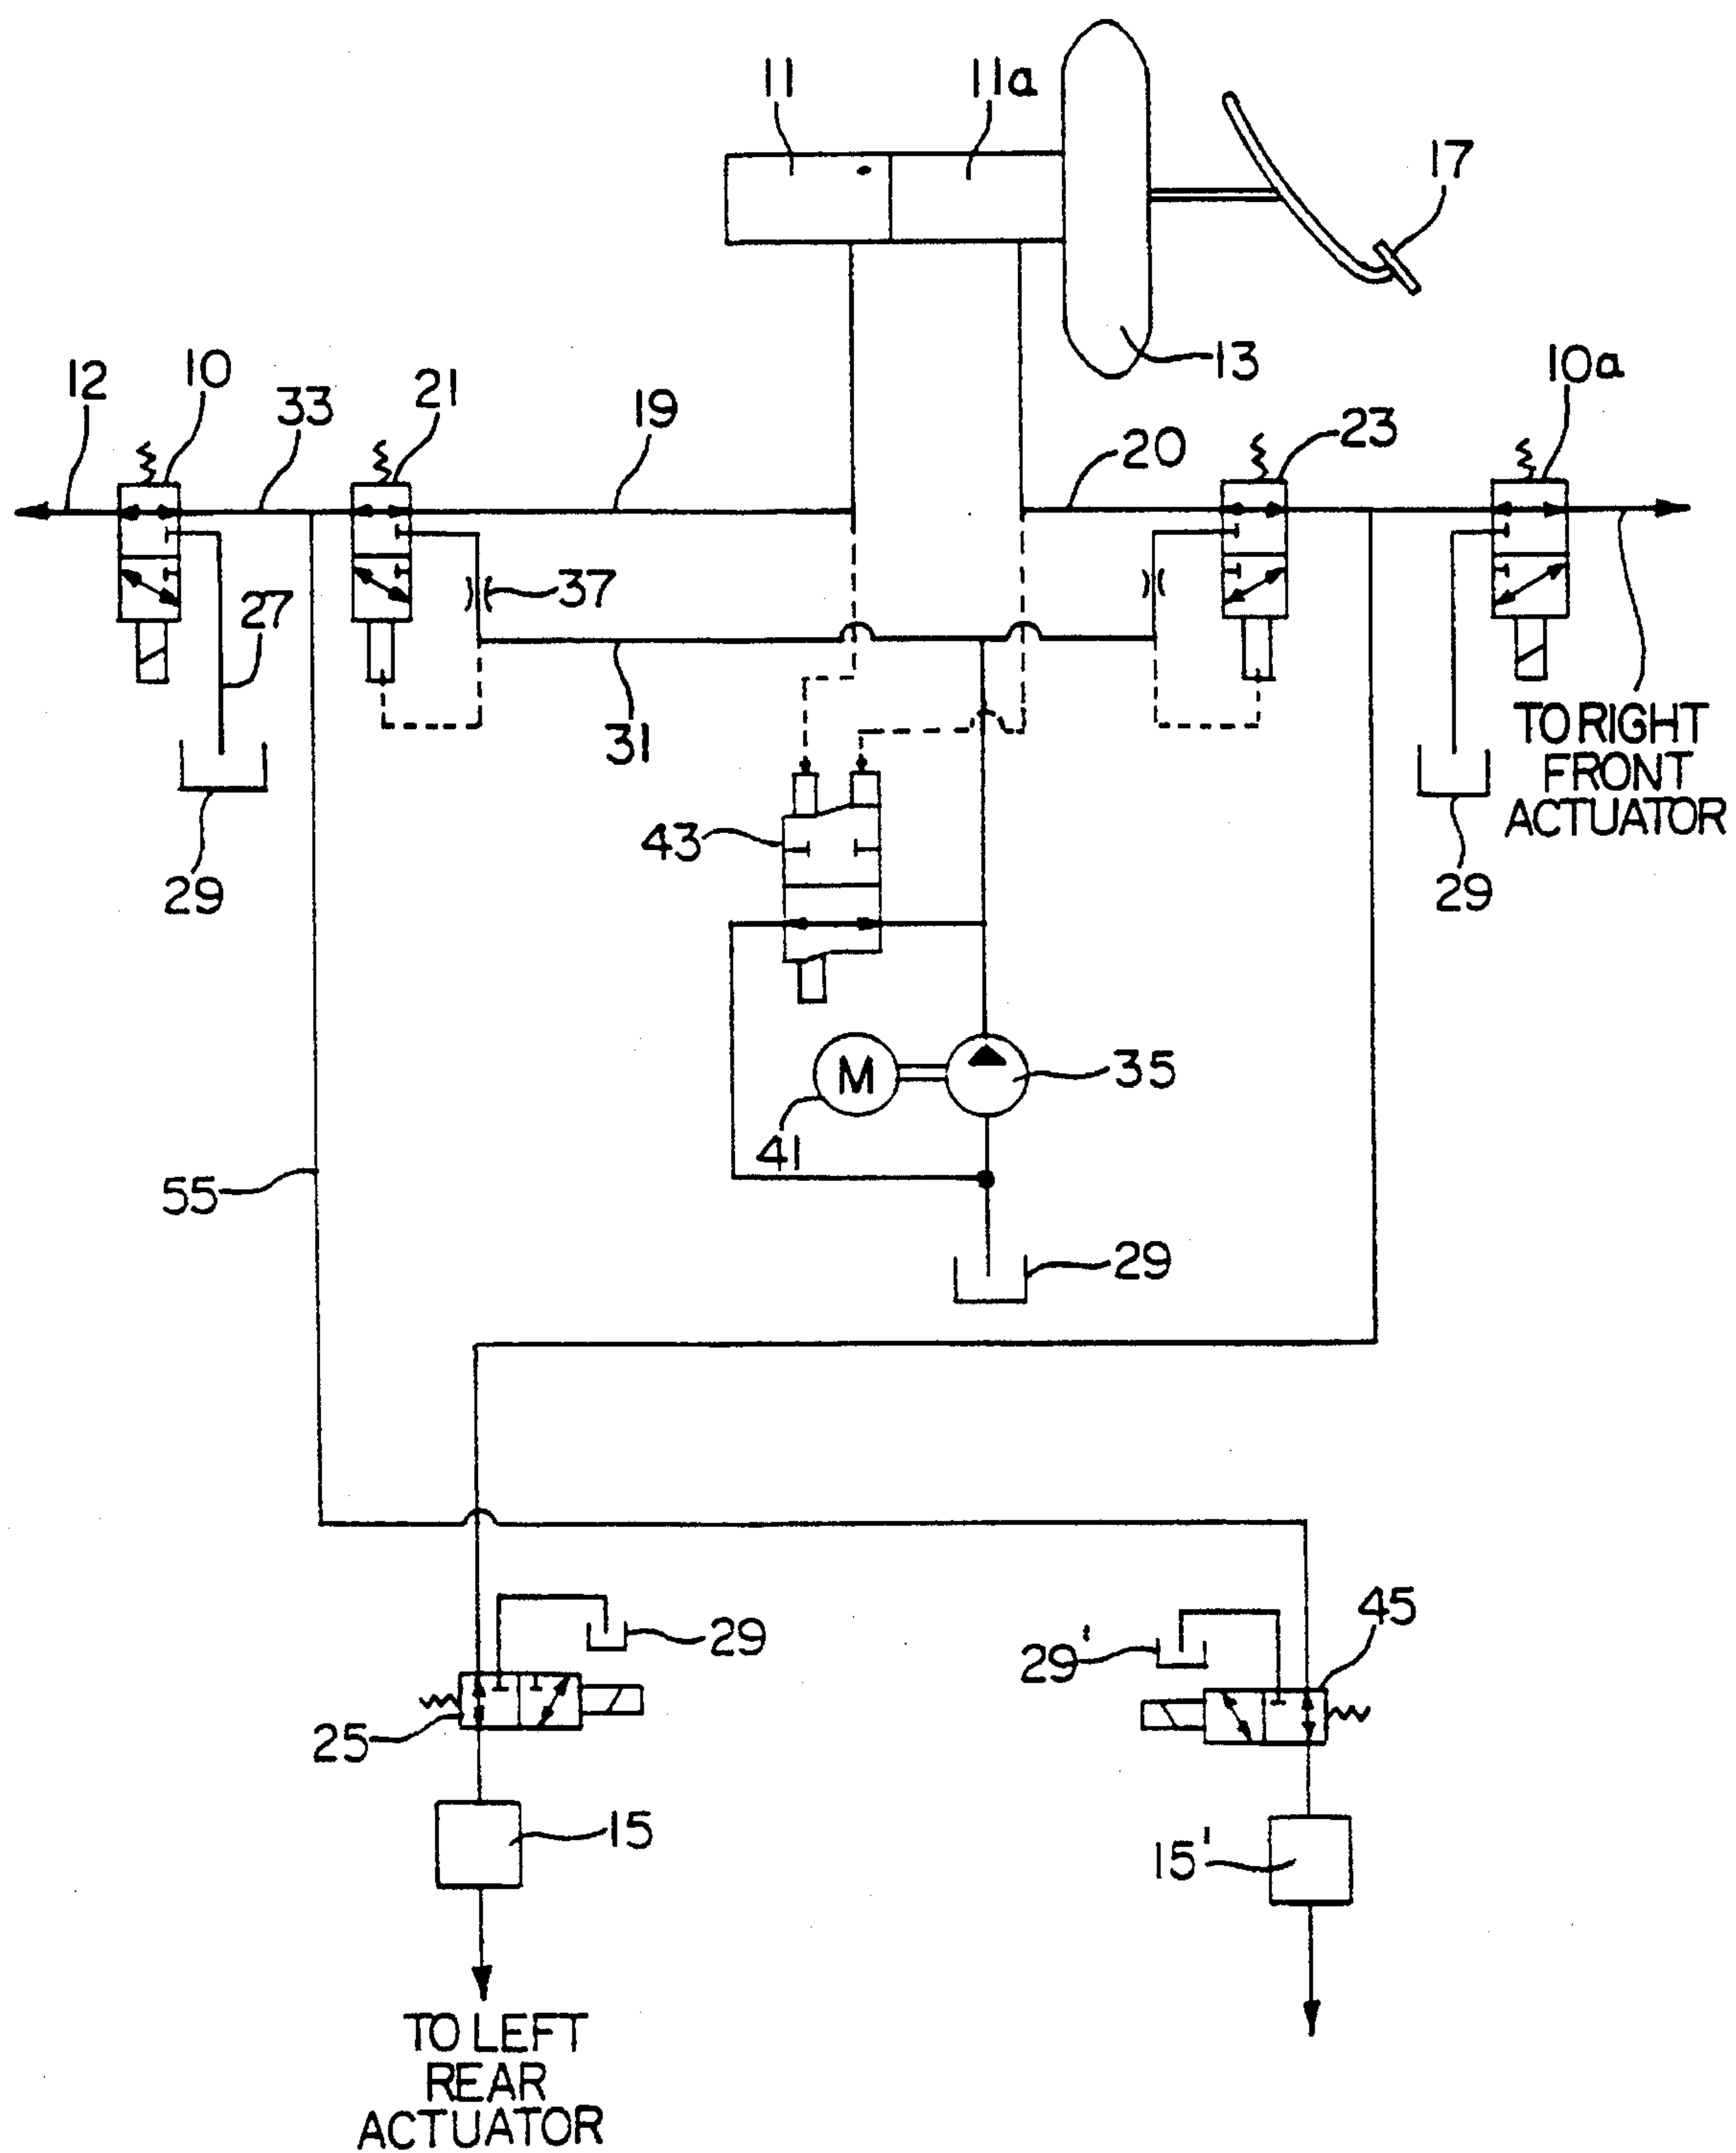 11
11a
17
13
12
10
33
21
19
20
23
10a
37
27
31
TO RIGHT
FRONT
ACTUATOR
43
29
29
M
35
41
55
29
29
29'
45
25
15
15'
TO LEFT
REAR
ACTUATOR